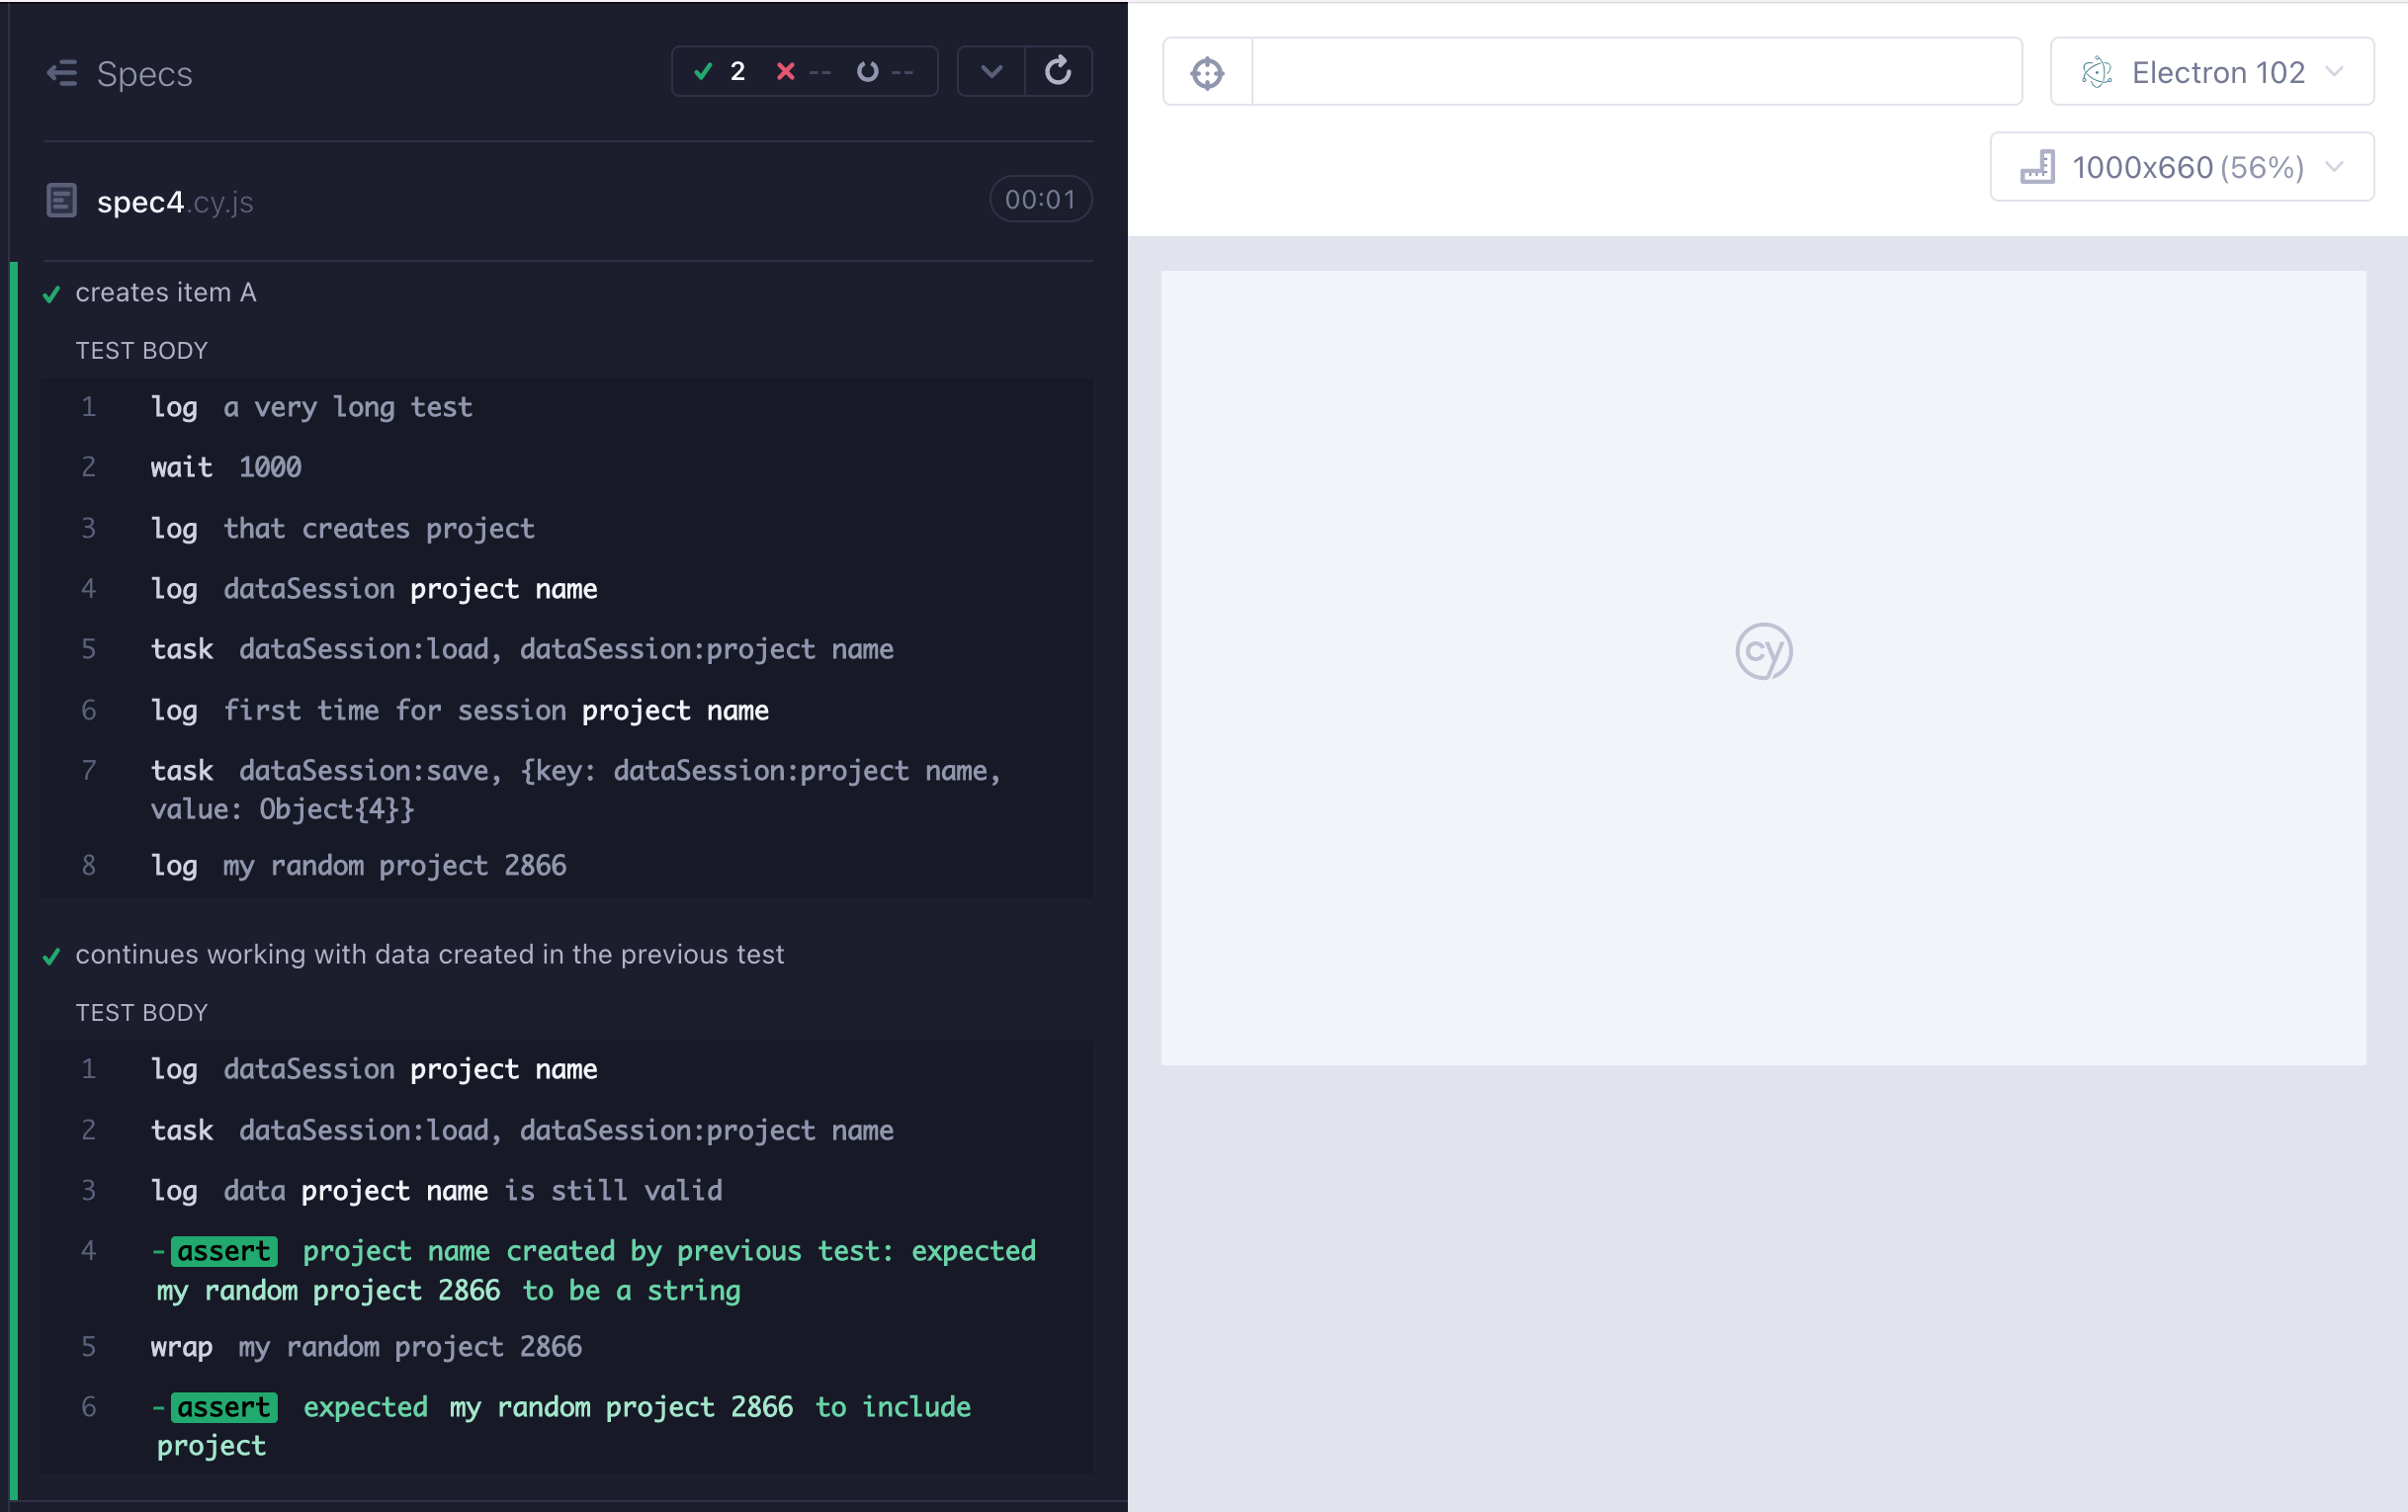 Specs
2 -- --
spec4.cy.js
00:01
creates item A
TEST BODY
1 log a very long test
2 wait 1000
3 log that creates project
4 log dataSession project name
5 task dataSession:load, dataSession:project name
6 log first time for session project name
7 task dataSession:save, {key: dataSession:project name,
value: Object{4}}
8 log my random project 2866
continues working with data created in the previous test
TEST BODY
1 log dataSession project name
2 task dataSession:load, dataSession:project name
3 log data project name is still valid
4 -assert project name created by previous test: expected
my random project 2866 to be a string
5 wrap my random project 2866
6 -assert expected my random project 2866 to include
project
Electron 102
1000x660 (56%)
cy